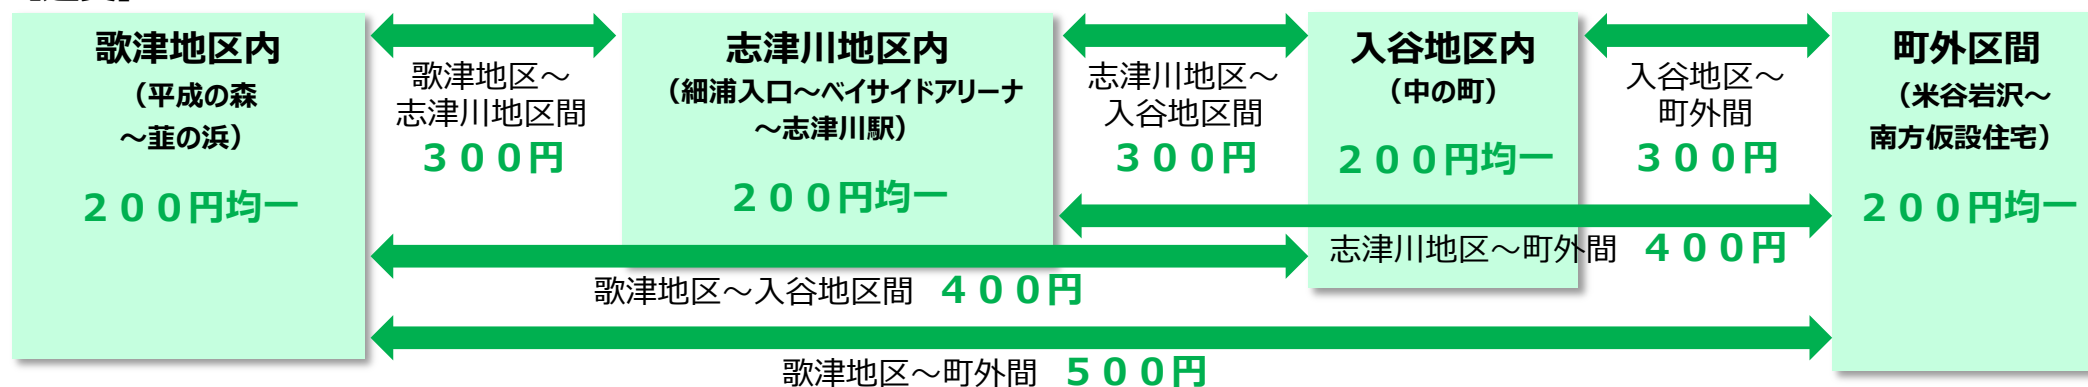 歌津地区内
（平成の森
～韮の浜）
２００円均一
歌津地区～
志津川地区間
３００円
志津川地区内
（細浦入口～ベイサイドアリーナ
～志津川駅）
２００円均一
志津川地区～
入谷地区間
３００円
入谷地区内
（中の町）
２００円均一
入谷地区～
町外間
３００円
町外区間
（米谷岩沢～
南方仮設住宅）
２００円均一
志津川地区～町外間　４００円
歌津地区～入谷地区間　４００円
歌津地区～町外間　５００円